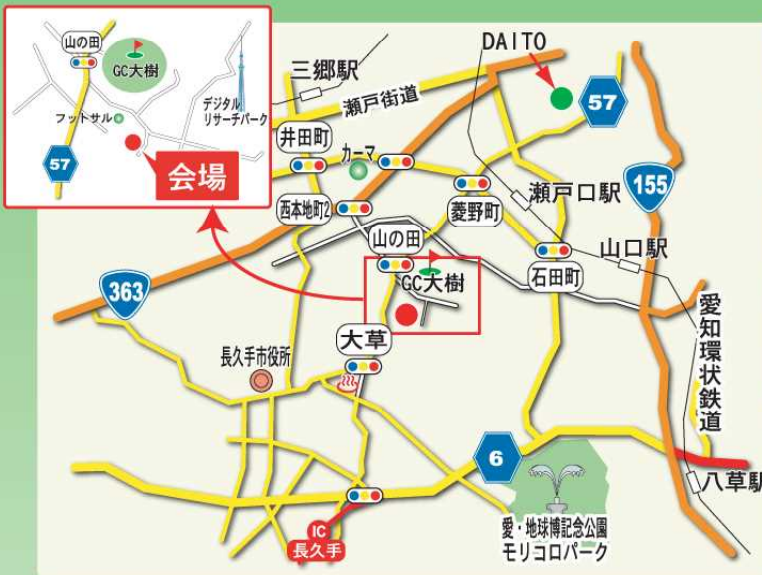 山の田
GC大樹
フットサル
デジタル
リサーチパーク
57
会場
DAITO
三郷駅
瀬戸街道
57
井田町
カーマ
155
瀬戸口駅
西本地町2
菱野町
山の田
山口駅
GC大樹
石田町
363
愛知環状鉄道
大草
長久手市役所
6
八草駅
IC
長久手
愛・地球博記念公園
モリコロパーク